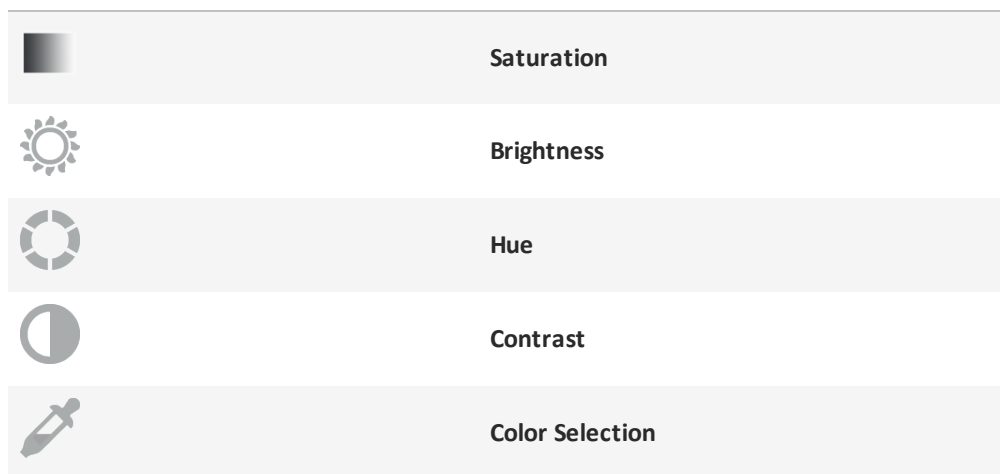 Saturation
Brightness
Hue
Contrast
Color Selection